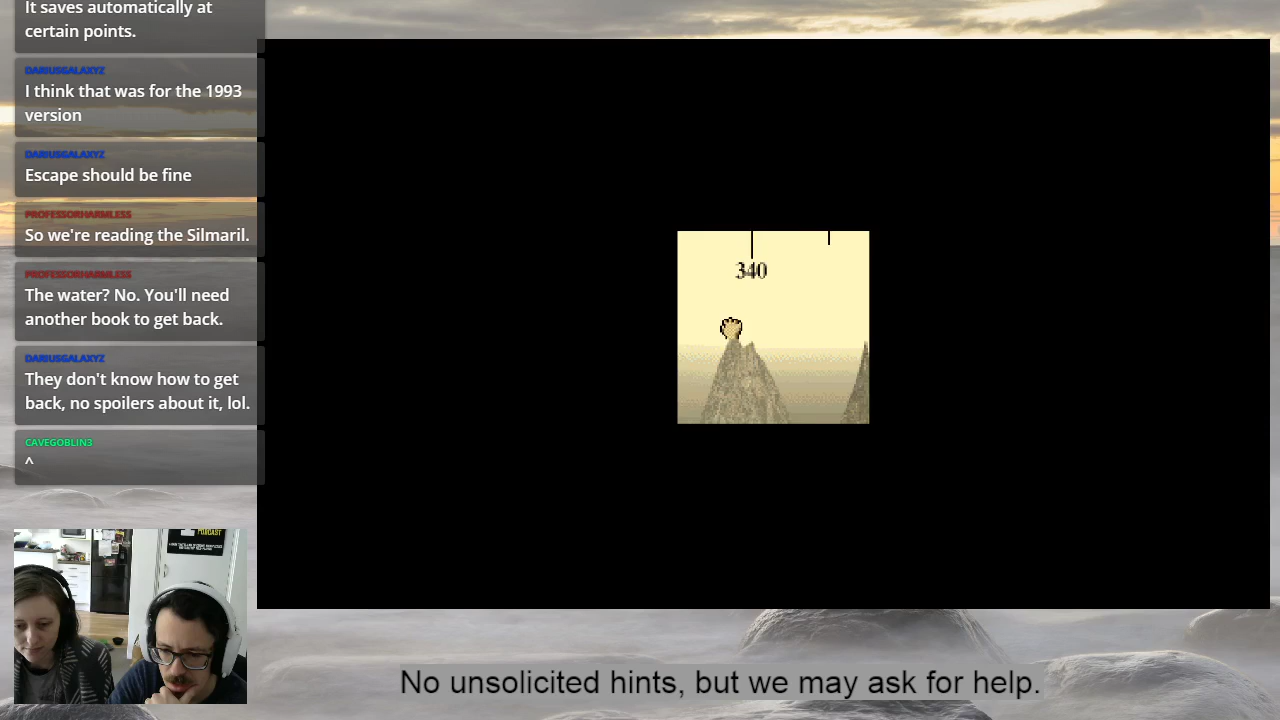 It saves automatically at
certain points.
DARIUSGALAXYZ
I think that was for the 1993
version
DARIUSGALAXYZ
Escape should be fine
PROFESSORHARMLESS
So we're reading the Silmaril.
PROFESSORHARMLESS
The water? No. You'll need
another book to get back.
DARIUSGALAXYZ
They don't know how to get
back, no spoilers about it, lol.
CAVEGOBLIN3
^
340
PODCAST
No unsolicited hints, but we may ask for help.